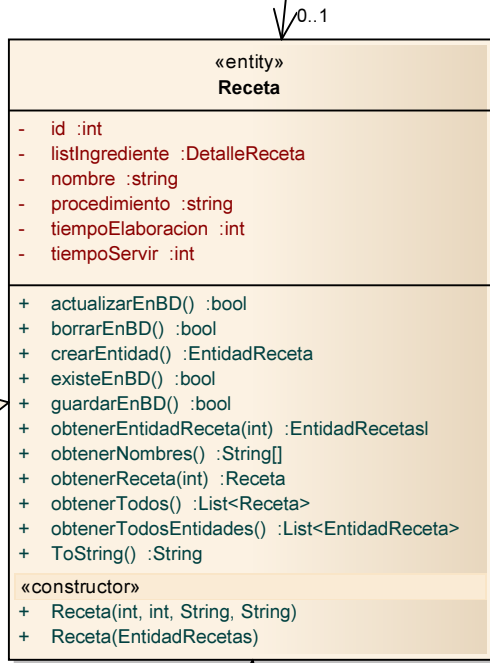 0..1
«entity»
Receta
- id :int
- listIngrediente :DetalleReceta
- nombre :string
- procedimiento :string
- tiempoElaboracion :int
- tiempoServir :int
+ actualizarEnBD() :bool
+ borrarEnBD() :bool
+ crearEntidad() :EntidadReceta
+ existeEnBD() :bool
+ guardarEnBD() :bool
+ obtenerEntidadReceta(int) :EntidadRecetasl
+ obtenerNombres() :String[]
+ obtenerReceta(int) :Receta
+ obtenerTodos() :List<Receta>
+ obtenerTodosEntidades() :List<EntidadReceta>
+ ToString() :String
«constructor»
+ Receta(int, int, String, String)
+ Receta(EntidadRecetas)